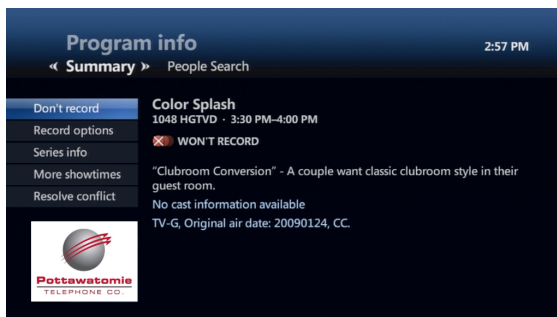 Program info
2:57 PM
« Summary » People Search
Don't record
Record options
Series info
More showtimes
Resolve conflict
Color Splash
1048 HGTVD · 3:30 PM–4:00 PM
WON'T RECORD
“Clubroom Conversion” - A couple want classic clubroom style in their
guest room.
No cast information available
TV-G, Original air date: 20090124, CC.
Pottawatomie
TELEPHONE CO.